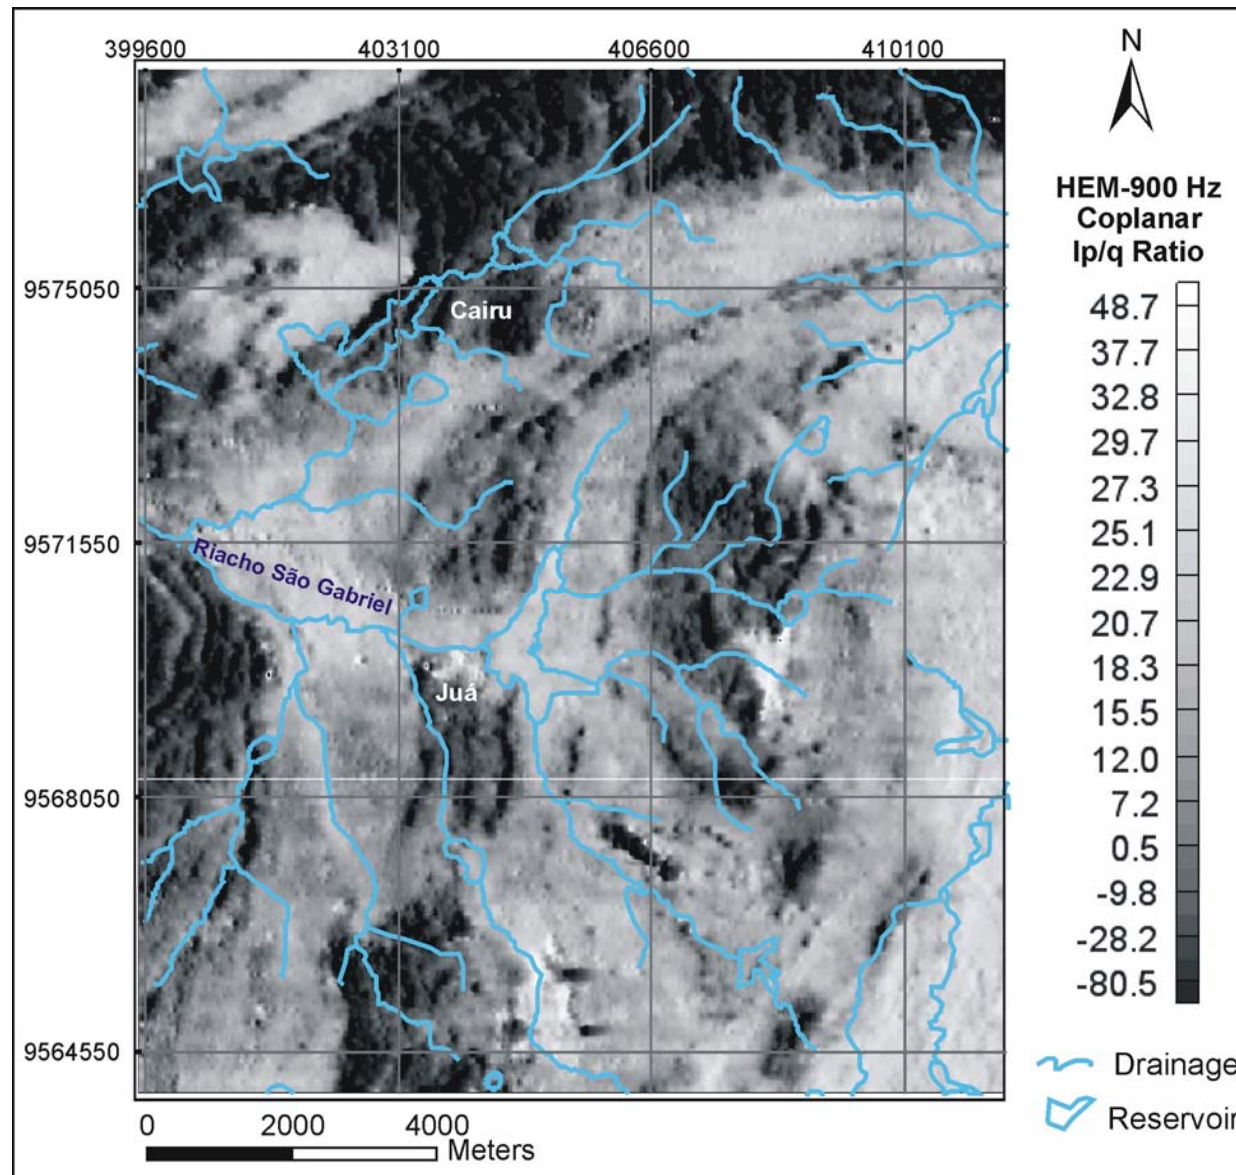 399600 403100 406600 410100
N
HEM-900 Hz
Coplanar
Ip/q Ratio
48.7
37.7
32.8
29.7
27.3
25.1
22.9
20.7
18.3
15.5
12.0
7.2
0.5
-9.8
-28.2
-80.5
9575050
9571550
9568050
9564550
Cairu
Riacho São Gabriel
Juá
Drainage
Reservoir
0 2000 4000
Meters